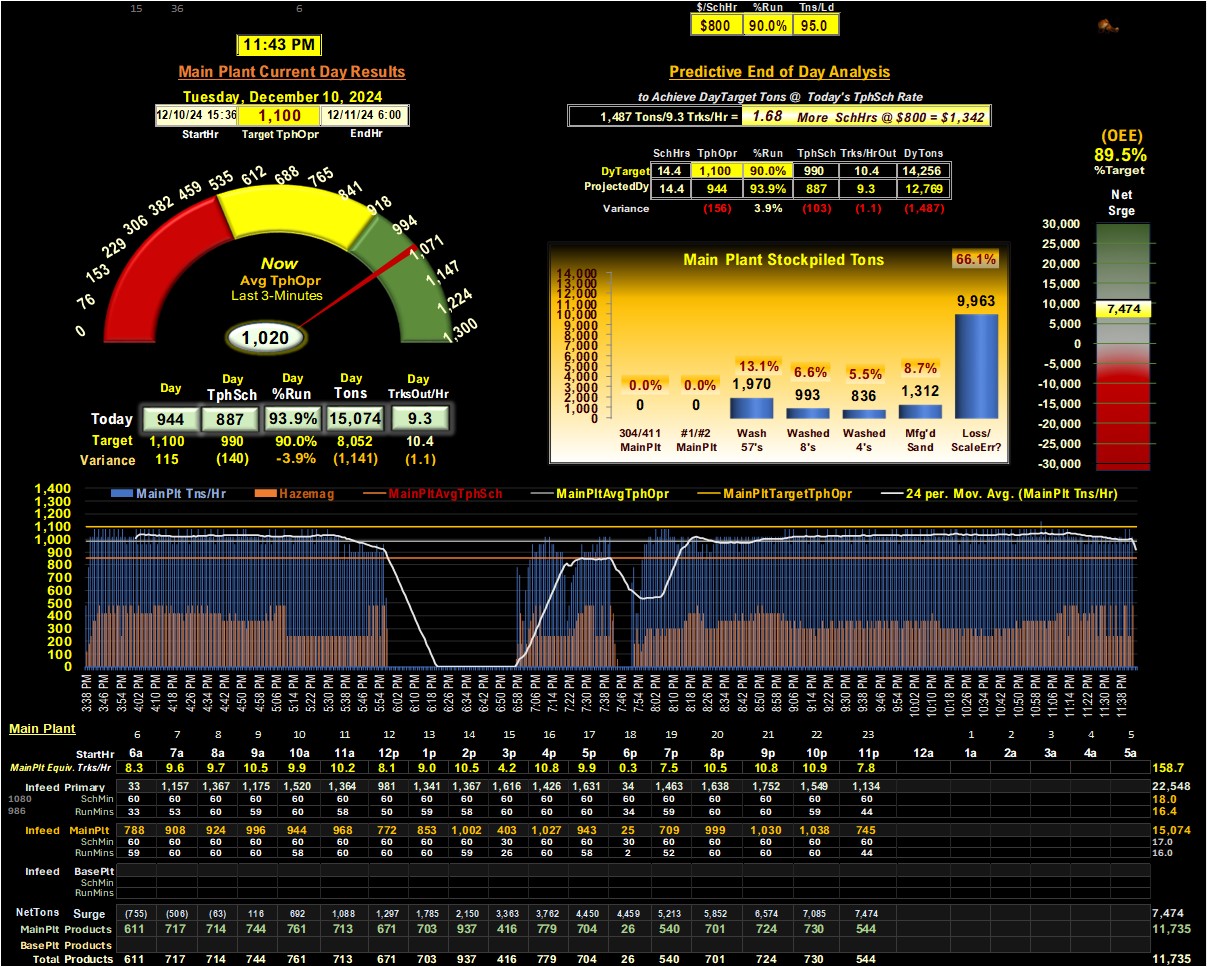 15 36 6
$/SchHr %Run Tns/Ld
$800 90.0% 95.0
11:43 PM
Main Plant Current Day Results
Tuesday, December 10, 2024
12/10/24 15:36 1,100 12/11/24 6:00
StartHr Target TphOpr EndHr
0 76 153 229 306 382 459 535 612 688 765 841 918 994 1,071 1,147 1,224 1,300
Now
Avg TphOpr
Last 3-Minutes
1,020
Day Day TphSch Day %Run Day Tons Day TrksOut/Hr
Today 944 887 93.9% 15,074 9.3
Target 1,100 990 90.0% 8,052 10.4
Variance 115 (140) -3.9% (1,141) (1.1)
Predictive End of Day Analysis
to Achieve DayTarget Tons @ Today's TphSch Rate
1,487 Tons/9.3 Trks/Hr = 1.68 More SchHrs @ $800 = $1,342
SchHrs TphOpr %Run TphSch Trks/HrOut DyTons
DyTarget 14.4 1,100 90.0% 990 10.4 14,256
ProjectedDy 14.4 944 93.9% 887 9.3 12,769
Variance (156) 3.9% (103) (1.1) (1,487)
(OEE)
89.5%
%Target
Net
Srge
30,000
25,000
20,000
15,000
10,000
7,474
5,000
0
-5,000
-10,000
-15,000
-20,000
-25,000
-30,000
Main Plant Stockpiled Tons
66.1%
14,000
13,000
12,000
11,000
10,000
9,000
8,000
7,000
6,000
5,000
4,000
3,000
2,000
1,000
0
0.0% 0.0% 13.1% 6.6% 5.5% 8.7%
0 0 1,970 993 836 1,312 9,963
304/411 #1/#2 Wash Washed Washed Mfg'd Loss/
MainPlt MainPlt 57's 8's 4's Sand ScaleErr?
MainPlt Tns/Hr Hazemag MainPltAvgTphSch MainPltAvgTphOpr MainPltTargetTphOpr 24 per. Mov. Avg. (MainPlt Tns/Hr)
1,400
1,300
1,200
1,100
1,000
900
800
700
600
500
400
300
200
100
0
3:38 PM 3:46 PM 3:54 PM 4:02 PM 4:10 PM 4:18 PM 4:26 PM 4:34 PM 4:42 PM 4:50 PM 4:58 PM 5:06 PM 5:14 PM 5:22 PM 5:30 PM 5:38 PM 5:46 PM 5:54 PM 6:02 PM 6:10 PM 6:18 PM 6:26 PM 6:34 PM 6:42 PM 6:50 PM 6:58 PM 7:06 PM 7:14 PM 7:22 PM 7:30 PM 7:38 PM 7:46 PM 7:54 PM 8:02 PM 8:10 PM 8:18 PM 8:26 PM 8:34 PM 8:42 PM 8:50 PM 8:58 PM 9:06 PM 9:14 PM 9:22 PM 9:30 PM 9:38 PM 9:46 PM 9:54 PM 10:02 PM 10:10 PM 10:18 PM 10:26 PM 10:34 PM 10:42 PM 10:50 PM 10:58 PM 11:06 PM 11:14 PM 11:22 PM 11:30 PM 11:38 PM
Main Plant 6 7 8 9 10 11 12 13 14 15 16 17 18 19 20 21 22 23 1 2 3 4 5
StartHr 6a 7a 8a 9a 10a 11a 12p 1p 2p 3p 4p 5p 6p 7p 8p 9p 10p 11p 12a 1a 2a 3a 4a 5a
MainPlt Equiv. Trks/Hr 8.3 9.6 9.7 10.5 9.9 10.2 8.1 9.0 10.5 4.2 10.8 9.9 0.3 7.5 10.5 10.8 10.9 7.8 158.7
Infeed Primary 33 1,157 1,367 1,175 1,520 1,364 981 1,341 1,367 1,616 1,426 1,631 34 1,463 1,638 1,752 1,549 1,134 22,548
1080 SchMin 60 60 60 60 60 60 60 60 60 60 60 60 60 60 60 60 60 60 18.0
986 RunMins 33 53 60 59 60 58 50 59 58 60 60 60 34 59 60 60 59 44 16.4
Infeed MainPlt 788 908 924 996 944 968 772 853 1,002 403 1,027 943 25 709 999 1,030 1,038 745 15,074
SchMin 60 60 60 60 60 60 60 60 60 30 60 60 30 60 60 60 60 60 17.0
RunMins 59 60 60 60 58 60 60 60 59 26 60 58 2 52 60 60 60 44 16.0
Infeed BasePlt
SchMin
RunMins
NetTons Surge (755) (506) (63) 116 692 1,088 1,297 1,785 2,150 3,363 3,762 4,450 4,459 5,213 5,852 6,574 7,085 7,474 7,474
MainPlt Products 611 717 714 744 761 713 671 703 937 416 779 704 26 540 701 724 730 544 11,735
BasePlt Products
Total Products 611 717 714 744 761 713 671 703 937 416 779 704 26 540 701 724 730 544 11,735